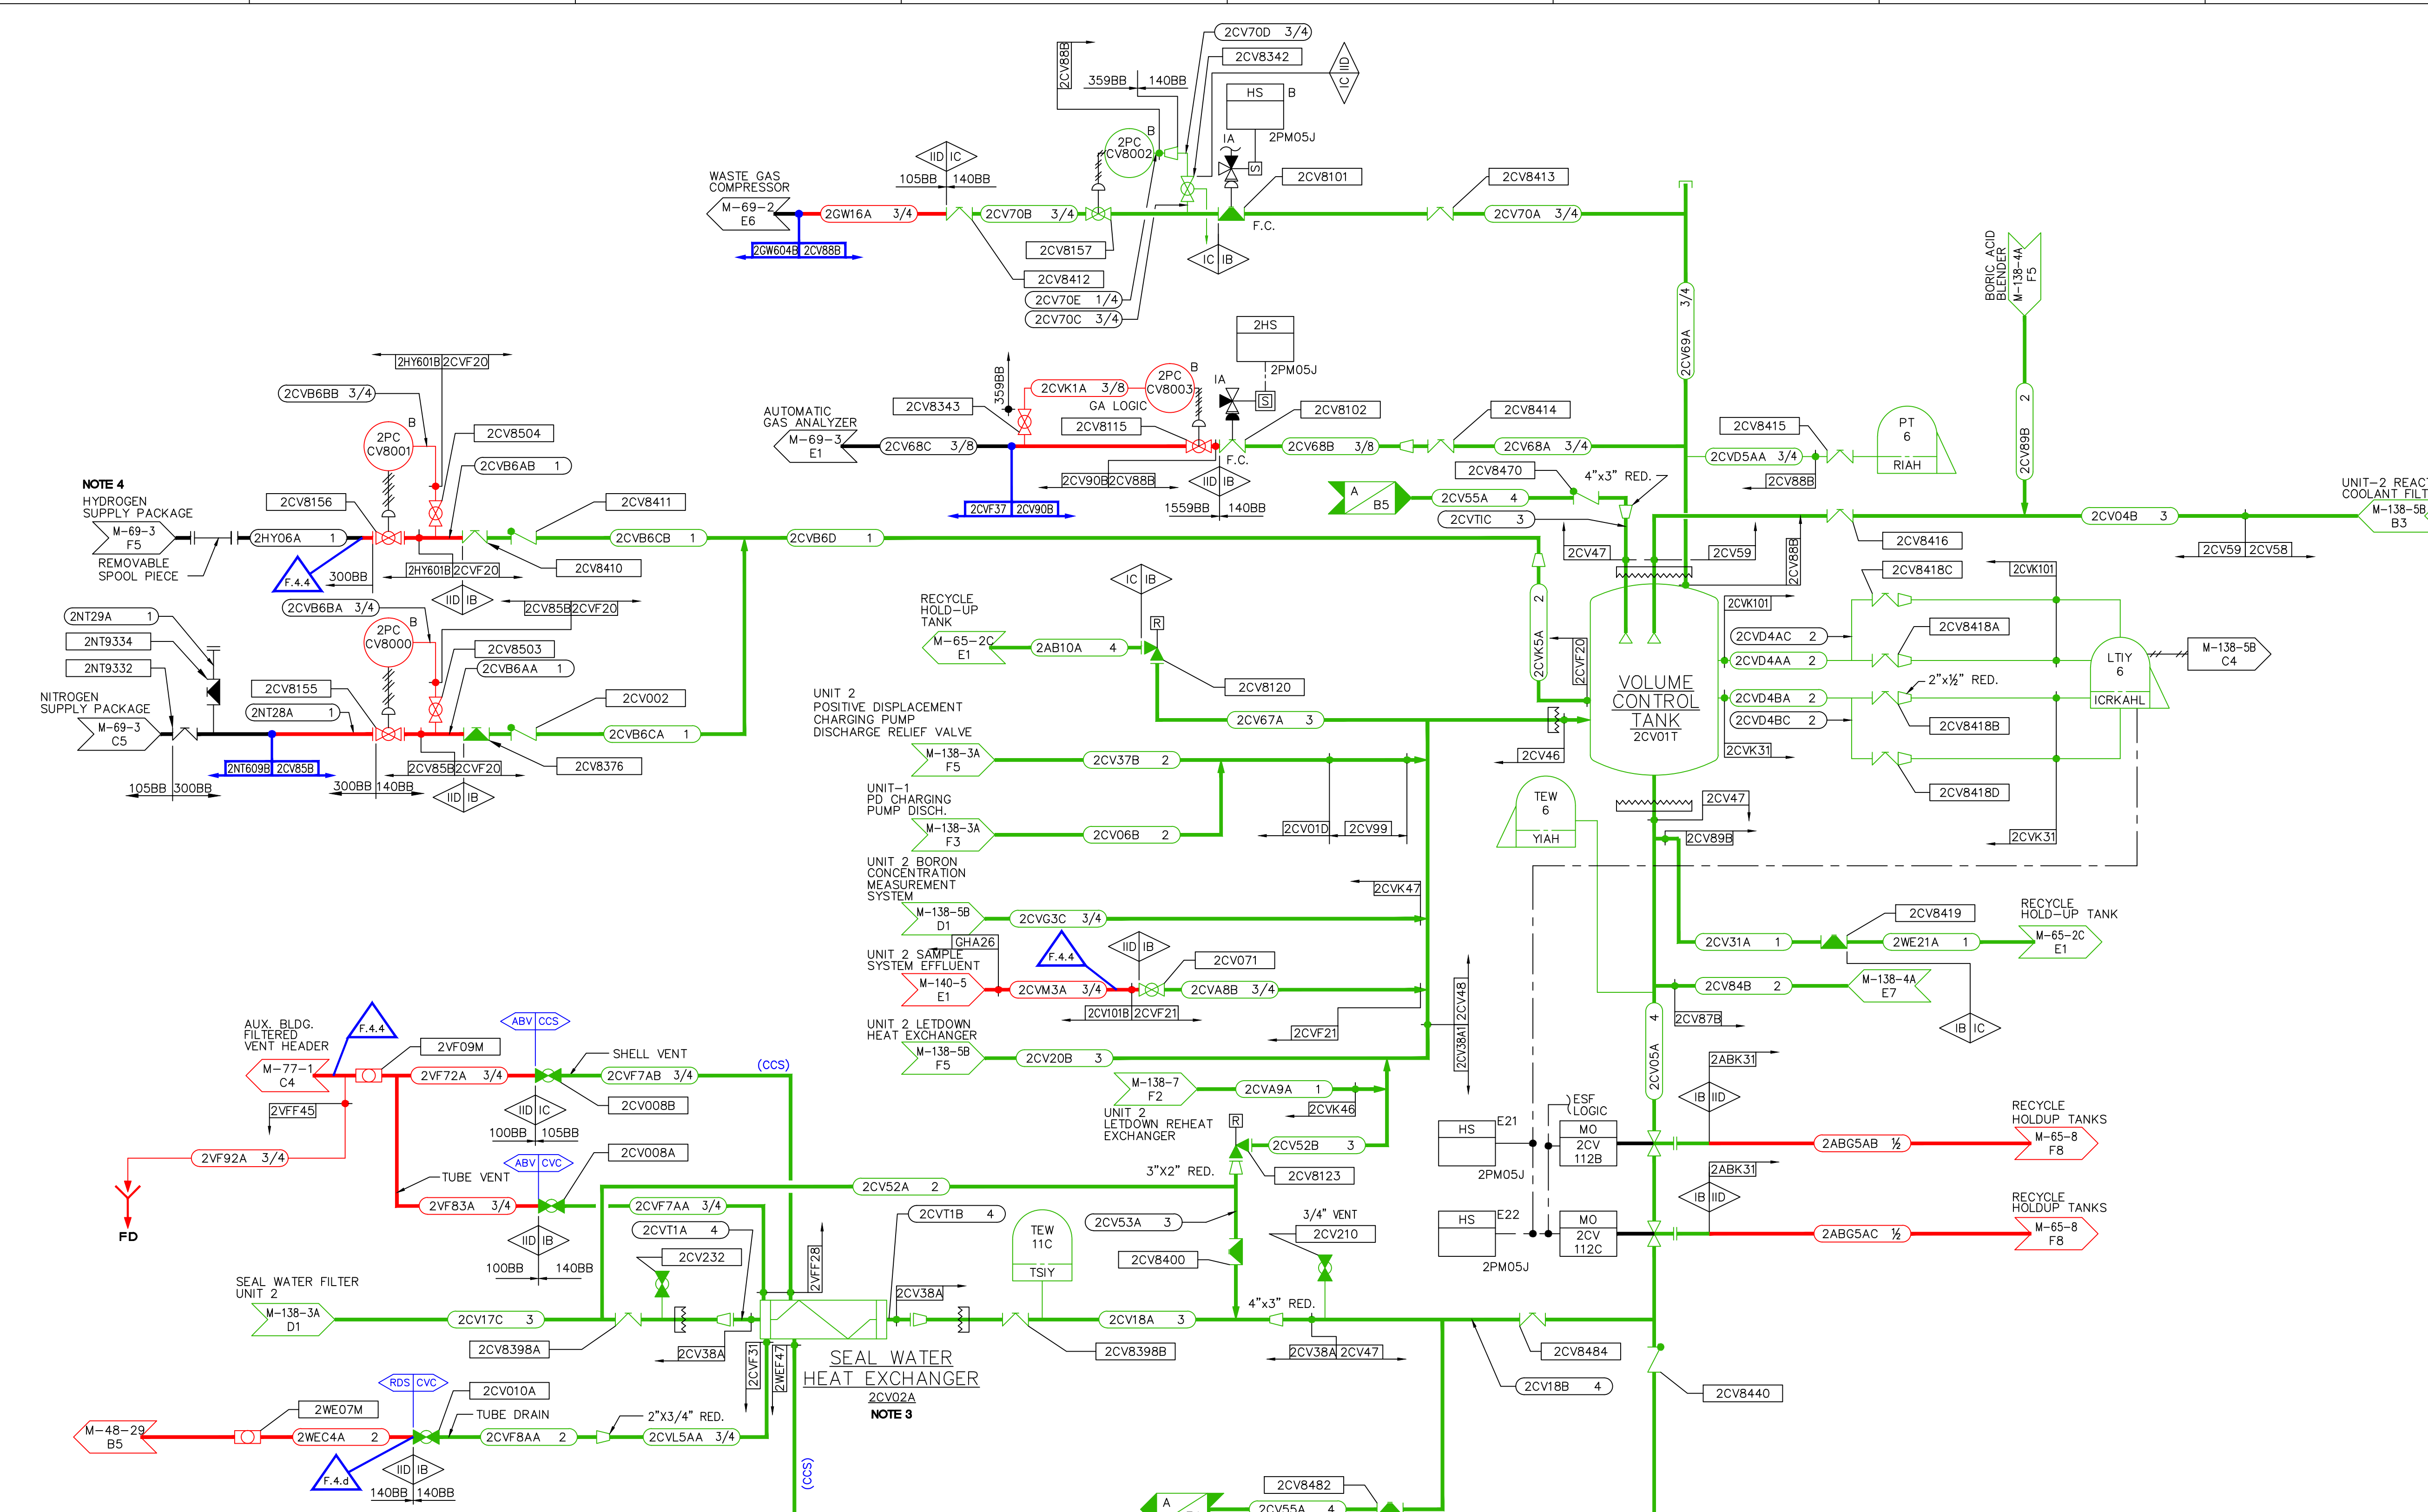 2CV70D 3/4
2CV8342
2CV88B
359BB
140BB
IC IID
HS
B
2PM05J
IA
2PC
CV8002
B
S
IID IC
105BB
140BB
WASTE GAS
COMPRESSOR
M-69-2
E6
2GW16A 3/4
2CV70B 3/4
2CV8101
2CV8413
2CV70A 3/4
F.C.
2GW604B 2CV88B
2CV8157
IC IB
2CV8412
2CV70E 1/4
2CV70C 3/4
2CV69A 3/4
BORIC ACID
BLENDER
M-138-4A
F5
2CV89B 2
2HS
2PM05J
359BB
2CVK1A 3/8
2PC
CV8003
B
IA
S
GA LOGIC
2CV8343
2CV8115
2CV8102
2CV8414
AUTOMATIC
GAS ANALYZER
M-69-3
E1
2CV68C 3/8
2CV68B 3/8
2CV68A 3/4
F.C.
2CV90B 2CV88B
IID IB
2CVF37 2CV90B
1559BB
140BB
2CV8415
PT
6
RIAH
2CVD5AA 3/4
2CV88B
2CV8470
4"x3" RED.
A
B5
2CV55A 4
2CVTIC 3
2CV47
2CV59
2CV88B
2CV8416
2CV04B 3
2CV59 2CV58
UNIT-2 REACT
COOLANT FILT
M-138-5B
B3
2HY601B 2CVF20
2CVB6BB 3/4
2PC
CV8001
B
2CV8504
2CVB6AB 1
NOTE 4
HYDROGEN
SUPPLY PACKAGE
M-69-3
F5
2CV8156
2CV8411
2HY06A 1
2CVB6CB 1
2CVB6D 1
REMOVABLE
SPOOL PIECE
F.4.4
300BB
2HY601B 2CVF20
2CV8410
IID IB
2CV85B 2CVF20
2CVB6BA 3/4
2NT29A 1
2NT9334
2NT9332
2PC
CV8000
B
2CV8503
2CVB6AA 1
NITROGEN
SUPPLY PACKAGE
M-69-3
C5
2CV8155
2NT28A 1
2CV002
2CVB6CA 1
2NT609B 2CV85B
2CV85B 2CVF20
2CV8376
105BB 300BB
300BB 140BB
IID IB
IC IB
RECYCLE
HOLD-UP
TANK
M-65-2C
E1
2AB10A 4
R
2CV8120
2CV67A 3
2CVK5A 2
2CVF20
VOLUME
CONTROL
TANK
2CV01T
2CV46
2CVK101
2CVD4AC 2
2CVD4AA 2
2CVD4BA 2
2CVD4BC 2
2CVK31
2CV8418C
2CVK101
2CV8418A
2"x½" RED.
2CV8418B
2CV8418D
2CVK31
LTIY
6
ICRKAHL
M-138-5B
C4
UNIT 2
POSITIVE DISPLACEMENT
CHARGING PUMP
DISCHARGE RELIEF VALVE
M-138-3A
F5
2CV37B 2
UNIT-1
PD CHARGING
PUMP DISCH.
M-138-3A
F3
2CV06B 2
2CV01D
2CV99
TEW
6
YIAH
2CV47
2CV89B
UNIT 2 BORON
CONCENTRATION
MEASUREMENT
SYSTEM
M-138-5B
D1
2CVG3C 3/4
2CVK47
GHA26
F.4.4
IID IB
2CV071
UNIT 2 SAMPLE
SYSTEM EFFLUENT
M-140-5
E1
2CVM3A 3/4
2CVA8B 3/4
2CV101B 2CVF21
2CVF21
2CV38A1 2CV48
UNIT 2 LETDOWN
HEAT EXCHANGER
M-138-5B
F5
2CV20B 3
M-138-7
F2
2CVA9A 1
2CVK46
UNIT 2
LETDOWN REHEAT
EXCHANGER
2CV8419
RECYCLE
HOLD-UP TANK
2CV31A 1
2WE21A 1
M-65-2C
E1
2CV84B 2
M-138-4A
E7
2CV87B
IB IC
2CV05A 4
2ABK31
IB IID
ESF
LOGIC
HS
E21
2PM05J
MO
2CV
112B
2ABG5AB ½
RECYCLE
HOLDUP TANKS
M-65-8
F8
2ABK31
IB IID
HS
E22
2PM05J
MO
2CV
112C
2ABG5AC ½
RECYCLE
HOLDUP TANKS
M-65-8
F8
AUX. BLDG.
FILTERED
VENT HEADER
M-77-1
C4
F.4.4
2VF09M
ABV CCS
SHELL VENT
2VF72A 3/4
2CVF7AB 3/4
(CCS)
2VFF45
IID IC
2CV008B
100BB
105BB
2VF92A 3/4
FD
ABV CVC
2CV008A
TUBE VENT
2VF83A 3/4
2CVF7AA 3/4
IID IB
100BB
140BB
R
2CV52B 3
3"X2" RED.
2CV8123
2CV52A 2
2CVT1A 4
2CV232
2VFF28
2CVT1B 4
TEW
11C
TSIY
2CV53A 3
3/4" VENT
2CV210
2CV8400
SEAL WATER FILTER
UNIT 2
M-138-3A
D1
2CV17C 3
2CV8398A
2CV38A
2CVF31
2WEF47
2CV38A
SEAL WATER
HEAT EXCHANGER
2CV02A
NOTE 3
2CV8398B
2CV18A 3
4"x3" RED.
2CV38A 2CV47
2CV8484
2CV18B 4
2CV8440
RDS CVC
2CV010A
2WE07M
TUBE DRAIN
2"X3/4" RED.
M-48-29
B5
2WEC4A 2
2CVF8AA 2
2CVL5AA 3/4
F.4.d
IID IB
140BB 140BB
(CCS)
2CV8482
A
2CV55A 4